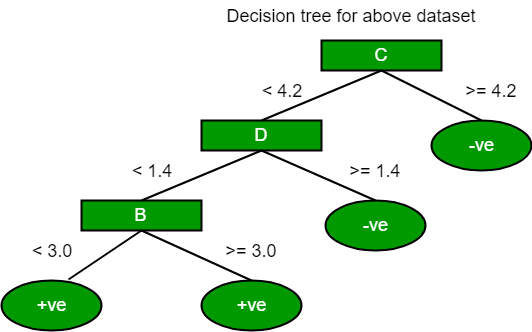 Decision tree for above dataset
C
< 4.2
>= 4.2
D
-ve
< 1.4
>= 1.4
B
-ve
< 3.0
>= 3.0
+ve
+ve